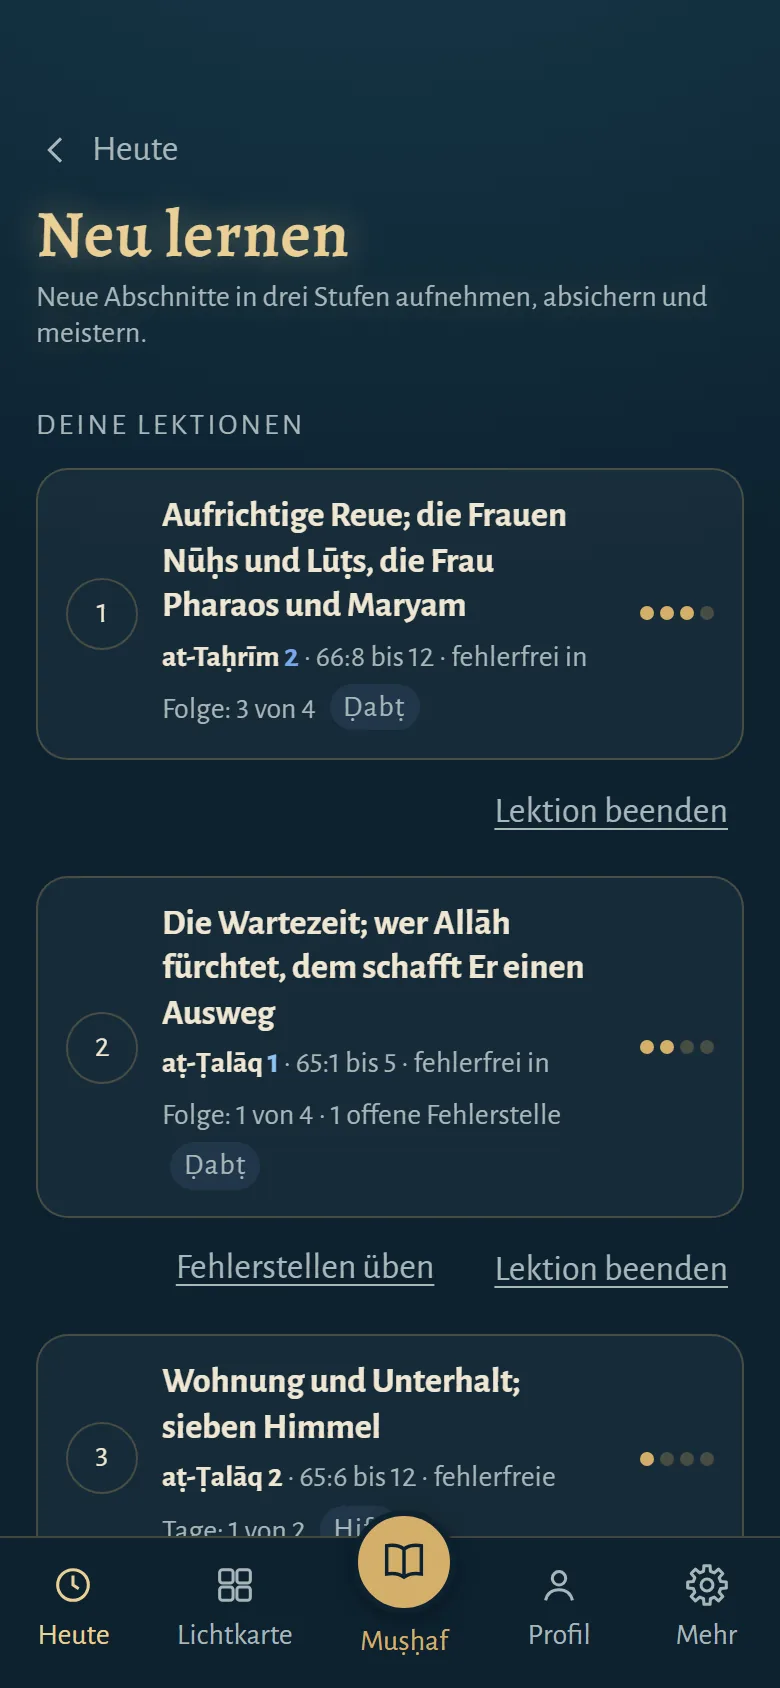 Heute
Neu lernen
Neue Abschnitte in drei Stufen aufnehmen, absichern und
meistern.
DEINE LEKTIONEN
Aufrichtige Reue; die Frauen
Nūḥs und Lūṭs, die Frau
Pharaos und Maryam
1
at-Taḥrīm 2 · 66:8 bis 12 · fehlerfrei in
Folge: 3 von 4 Ḍabṭ
Lektion beenden
Die Wartezeit; wer Allāh
fürchtet, dem schafft Er einen
Ausweg
2
aṭ-Ṭalāq 1 · 65:1 bis 5 · fehlerfrei in
Folge: 1 von 4 · 1 offene Fehlerstelle
Ḍabṭ
Fehlerstellen üben Lektion beenden
Wohnung und Unterhalt;
sieben Himmel
3
aṭ-Ṭalāq 2 · 65:6 bis 12 · fehlerfreie
Tage: 1 von 2
Heute Lichtkarte Muṣḥaf Profil Mehr